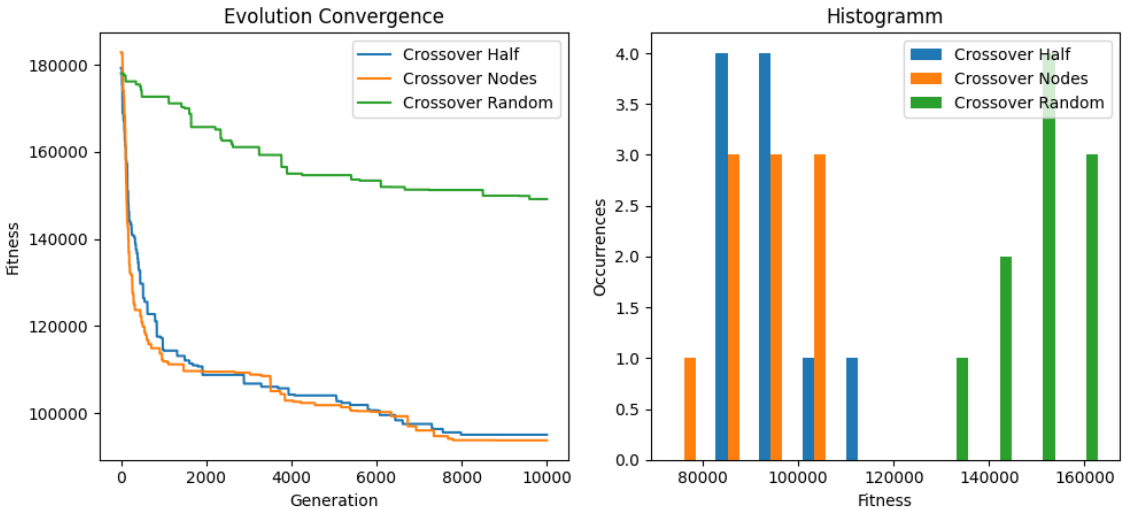 Evolution Convergence
180000
160000
140000
120000
100000
Fitness
0
2000
4000
6000
8000
10000
Generation
Crossover Half
Crossover Nodes
Crossover Random
Histogramm
4.0
3.5
3.0
2.5
2.0
1.5
1.0
0.5
0.0
Occurrences
80000
100000
120000
140000
160000
Fitness
Crossover Half
Crossover Nodes
Crossover Random